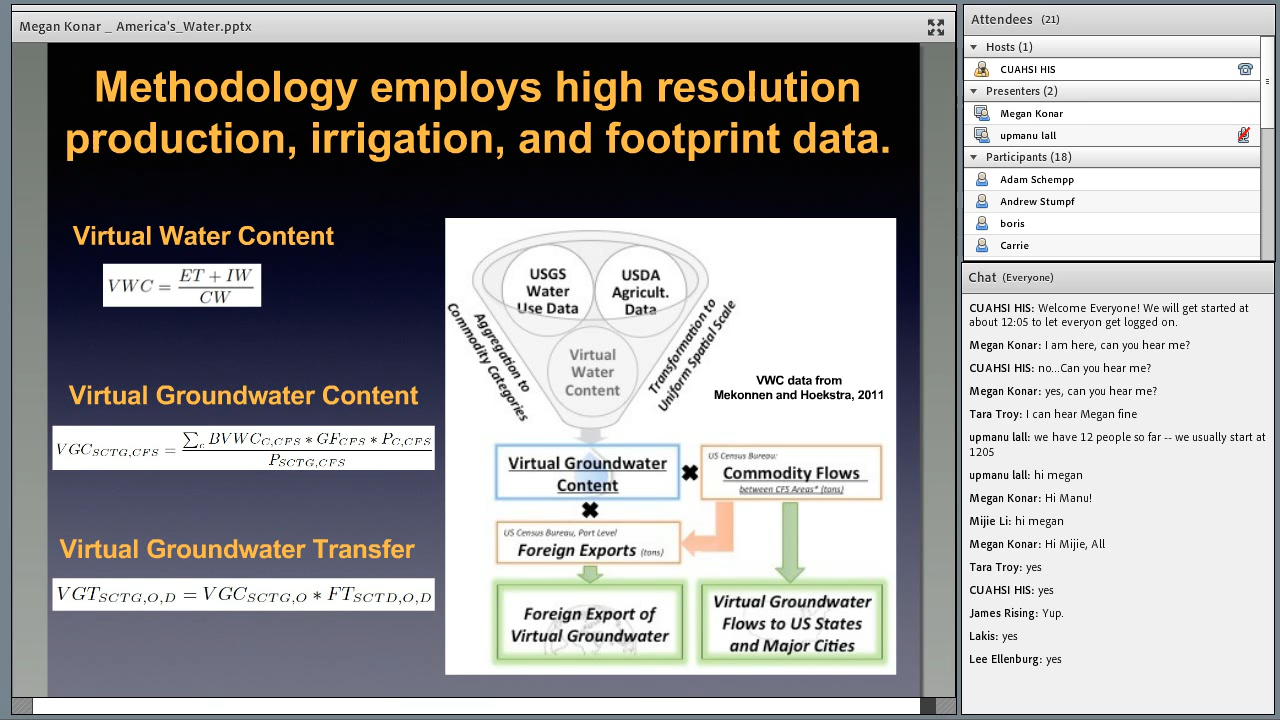 Megan Konar _ America's_Water.pptx
Methodology employs high resolution
production, irrigation, and footprint data.
Virtual Water Content
VWC = (ET + IW) / CW
Virtual Groundwater Content
VGC_SCTG,CFS = ∑_c BVWC_C,CFS * GF_CFS * P_C,CFS / P_SCTG,CFS
Virtual Groundwater Transfer
VGT_SCTG,O,D = VGC_SCTG,O * FT_SCTD,O,D
USGS
Water
Use Data
USDA
Agricult.
Data
Aggregation to
Commodity Categories
Transformation to
Uniform Spatial Scale
Virtual
Water
Content
VWC data from
Mekonnen and Hoekstra, 2011
Virtual Groundwater
Content
US Census Bureau:
Commodity Flows
between CFS Areas* (tons)
US Census Bureau, Port Level
Foreign Exports (tons)
Foreign Export of
Virtual Groundwater
Virtual Groundwater
Flows to US States
and Major Cities
Attendees (21)
Hosts (1)
CUAHSI HIS
Presenters (2)
Megan Konar
upmanu lall
Participants (18)
Adam Schempp
Andrew Stumpf
boris
Carrie
Chat (Everyone)
CUAHSI HIS: Welcome Everyone! We will get started at
about 12:05 to let everyon get logged on.
Megan Konar: I am here, can you hear me?
CUAHSI HIS: no...Can you hear me?
Megan Konar: yes, can you hear me?
Tara Troy: I can hear Megan fine
upmanu lall: we have 12 people so far -- we usually start at
1205
upmanu lall: hi megan
Megan Konar: Hi Manu!
Mijie Li: hi megan
Megan Konar: Hi Mijie, All
Tara Troy: yes
CUAHSI HIS: yes
James Rising: Yup.
Lakis: yes
Lee Ellenburg: yes